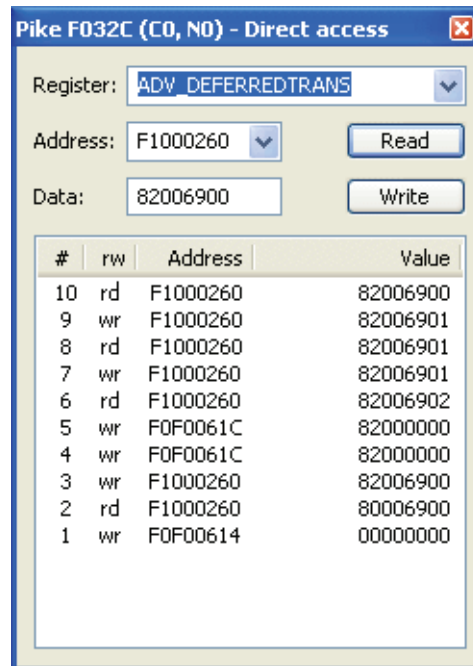 Pike F032C (C0, N0) - Direct access
Register: ADV_DEFERREDTRANS
Address: F1000260 Read
Data: 82006900 Write
# rw Address Value
10 rd F1000260 82006900
9 wr F1000260 82006901
8 rd F1000260 82006901
7 wr F1000260 82006901
6 rd F1000260 82006902
5 wr F0F0061C 82000000
4 wr F0F0061C 82000000
3 wr F1000260 82006900
2 rd F1000260 80006900
1 wr F0F00614 00000000